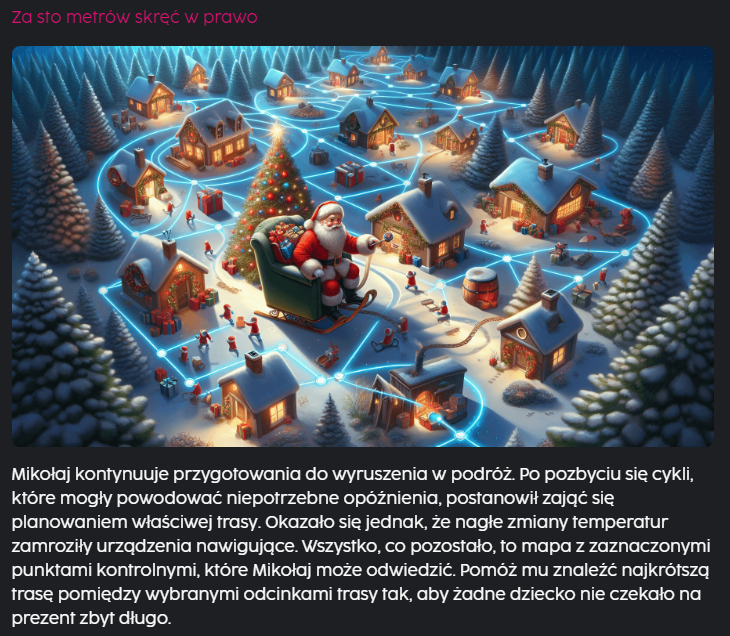 Za sto metrów skręć w prawo
Mikołaj kontynuuje przygotowania do wyruszenia w podróż. Po pozbyciu się cykli,
które mogły powodować niepotrzebne opóźnienia, postanowił zająć się
planowaniem właściwej trasy. Okazało się jednak, że nagłe zmiany temperatur
zamroziły urządzenia nawigujące. Wszystko, co pozostało, to mapa z zaznaczonymi
punktami kontrolnymi, które Mikołaj może odwiedzić. Pomóż mu znaleźć najkrótszą
trasę pomiędzy wybranymi odcinkami trasy tak, aby żadne dziecko nie czekało na
prezent zbyt długo.